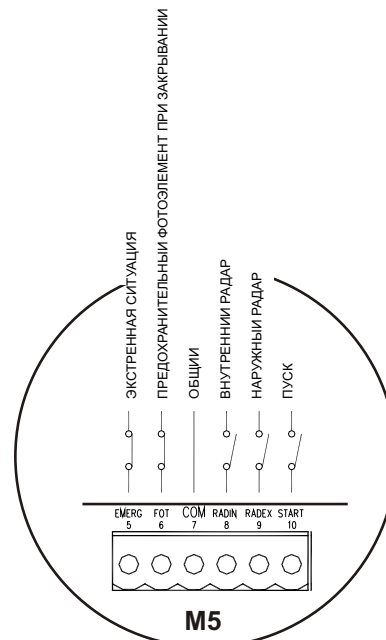 ЭКСТРЕННАЯ СИТУАЦИЯ
ПРЕДОХРАНИТЕЛЬНЫЙ ФОТОЭЛЕМЕНТ ПРИ ЗАКРЫВАНИИ
ОБЩИЙ
ВНУТРЕННИЙ РАДАР
НАРУЖНЫЙ РАДАР
ПУСК
EMERG FOT COM RADIN RADEX START
5 6 7 8 9 10
M5